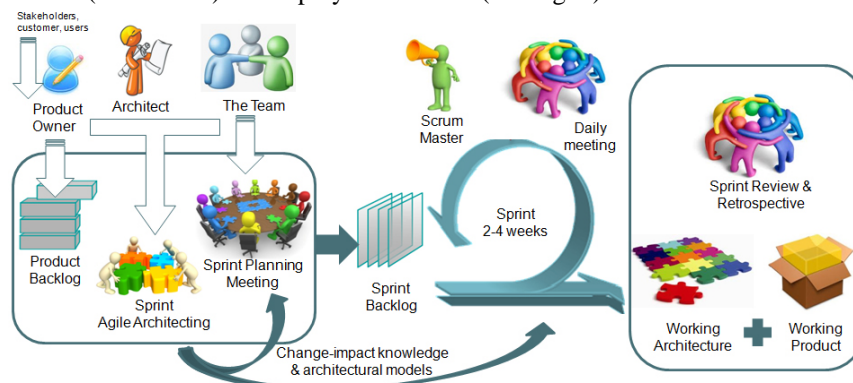 Stakeholders,
customer, users
Product
Owner
Architect
The Team
Scrum
Master
Daily
meeting
Product
Backlog
Sprint
Agile Architecting
Sprint Planning
Meeting
Sprint
Backlog
Sprint
2-4 weeks
Sprint Review &
Retrospective
Working
Architecture
Working
Product
Change-impact knowledge
& architectural models